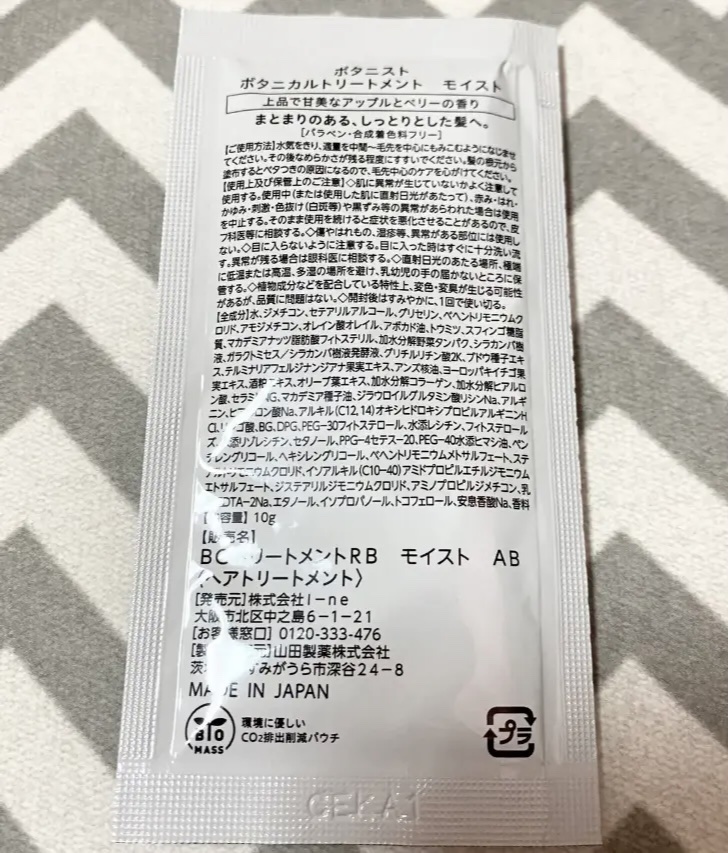 ボタニスト
ボタニカルトリートメント モイスト
上品で甘美なアップルとベリーの香り
まとまりのある、しっとりとした髪へ。
[パラベン・合成着色料フリー]
【ご使用方法】水気をきり、適量を中間〜毛先を中心にもみこむようになじませ
てください。その後なめらかさが残る程度にすすいでください。髪の根元から
塗布するとベタつきの原因になるので、毛先中心のケアを心がけてください。
【使用上及び保管上のご注意】◇肌に異常が生じていないかよく注意して
使用する。使用中(または使用した肌に直射日光があたって)、赤み・はれ・
かゆみ・刺激・色抜け(白斑等)や黒ずみ等の異常があらわれた場合は使用
を中止する。そのまま使用を続けると症状を悪化させることがあるので、皮
フ科医等に相談する。◇傷やはれもの、湿疹等、異常がある部位には使用し
ない。◇目に入らないように注意する。目に入った時はすぐに十分洗い流
す。異常が残る場合は眼科医に相談する。◇直射日光のあたる場所、極端
に低温または高温、多湿の場所を避け、乳幼児の手の届かないところに保
管する。◇植物成分などを配合している特性上、変色・変臭が生じる可能性
があるが、品質に問題はない。◇開封後はすみやかに、1回で使い切る。
【全成分】水、ジメチコン、セテアリルアルコール、グリセリン、ベヘントリモニウムク
ロリド、アモジメチコン、オレイン酸オレイル、アボカド油、トウミツ、スフィンゴ糖脂
質、マカデミアナッツ脂肪酸フィトステリル、加水分解野菜タンパク、シラカンバ樹
液、ガラクトミセス/シラカンバ樹液発酵液、グリチルリチン酸2K、ブドウ種子エキ
ス、テルミナリアフェルジナンジアナ果実エキス、アンズ核油、ヨーロッパキイチゴ果
実エキス、酒粕エキス、オリーブ葉エキス、加水分解コラーゲン、加水分解ヒアルロ
ン酸、セラミドNG、マカデミア種子油、ジラウロイルグルタミン酸リシンNa、アルギ
ニン、ヒアルロン酸Na、アルキル(C12,14)オキシヒドロキシプロピルアルギニンH
Cl、リンゴ酸、BG、DPG、PEG-30フィトステロール、水添レシチン、フィトステロー
ズ、水添リゾレシチン、セタノール、PPG-4セテス-20、PEG-40水添ヒマシ油、ペン
チレングリコール、ヘキシレングリコール、ベヘントリモニウムメトサルフェート、ステ
アルトリモニウムクロリド、イソアルキル(C10-40)アミドプロピルエチルジモニウム
エトサルフェート、ジステアリルジモニウムクロリド、アミノプロピルジメチコン、乳
EDTA-2Na、エタノール、イソプロパノール、トコフェロール、安息香酸Na、香料
容量】10g
【販売名】
BC トリートメントRB モイスト AB
〈ヘアトリートメント〉
[発売元]株式会社I-ne
大阪市北区中之島6-1-21
[お客様窓口] 0120-333-476
[製 元]山田製薬株式会社
茨 すみがうら市深谷24-8
MADE IN JAPAN
BIO
MASS
環境に優しい
CO2排出削減パウチ
プラ
CEKA1